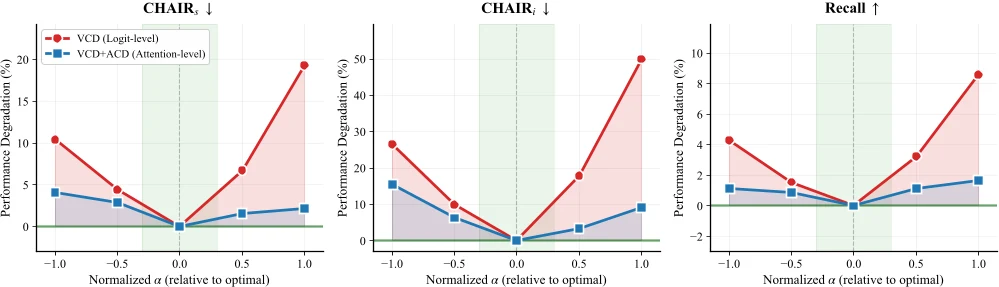 CHAIRs ↓
VCD (Logit-level)
VCD+ACD (Attention-level)
Performance Degradation (%)
20
15
10
5
0
−1.0 −0.5 0.0 0.5 1.0
Normalized α (relative to optimal)
CHAIRi ↓
Performance Degradation (%)
50
40
30
20
10
0
−1.0 −0.5 0.0 0.5 1.0
Normalized α (relative to optimal)
Recall ↑
Performance Degradation (%)
10
8
6
4
2
0
−2
−1.0 −0.5 0.0 0.5 1.0
Normalized α (relative to optimal)